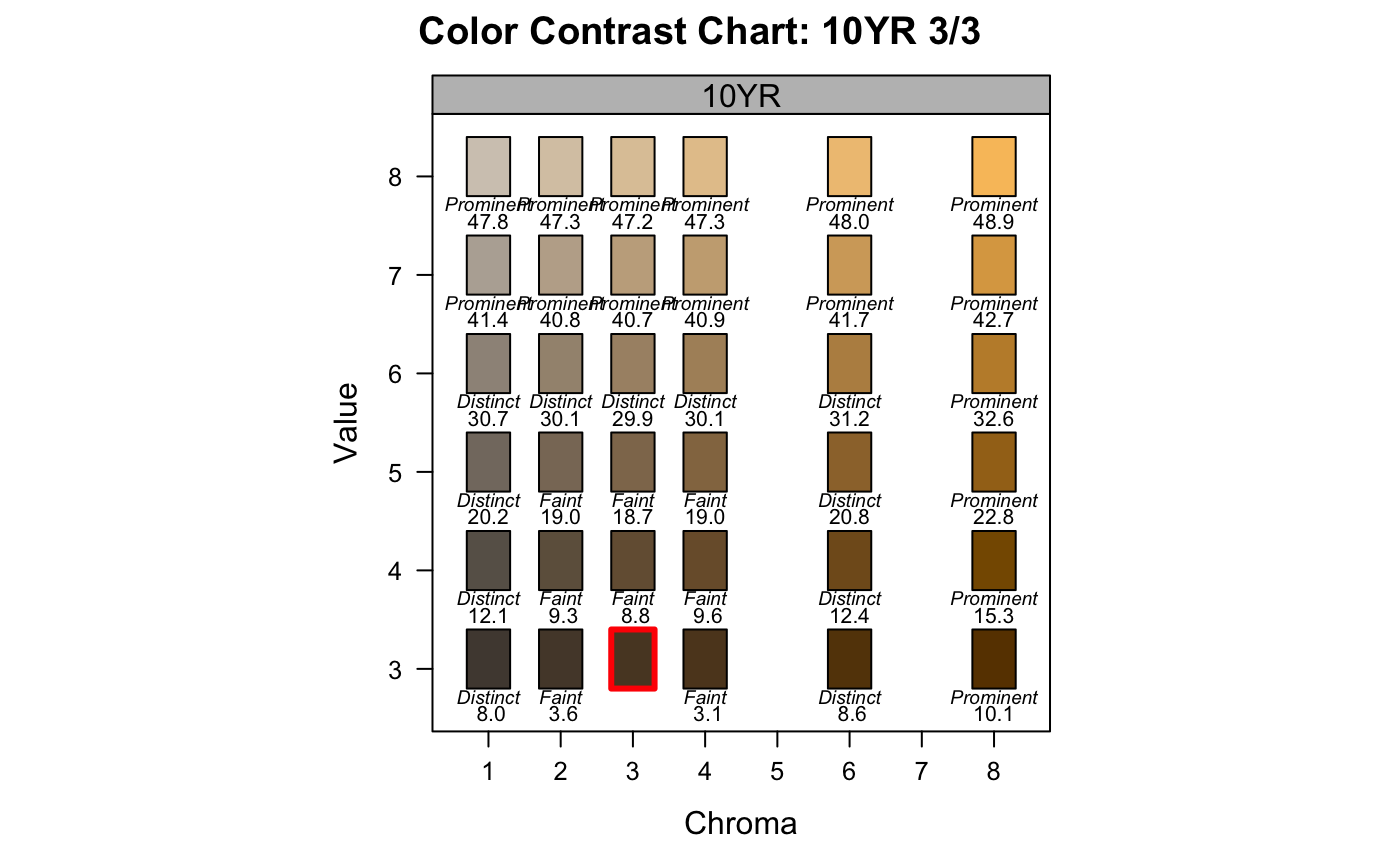 Color Contrast Chart: 10YR 3/3
10YR
8
Prominent Prominent Prominent Prominent Prominent Prominent
47.8 47.3 47.2 47.3 48.0 48.9
7
Prominent Prominent Prominent Prominent Prominent Prominent
41.4 40.8 40.7 40.9 41.7 42.7
6
Distinct Distinct Distinct Distinct Distinct Prominent
30.7 30.1 29.9 30.1 31.2 32.6
Value
5
Distinct Faint Faint Faint Distinct Prominent
20.2 19.0 18.7 19.0 20.8 22.8
4
Distinct Faint Faint Faint Distinct Prominent
12.1 9.3 8.8 9.6 12.4 15.3
3
Distinct Faint Faint Distinct Prominent
8.0 3.6 3.1 8.6 10.1
1 2 3 4 5 6 7 8
Chroma